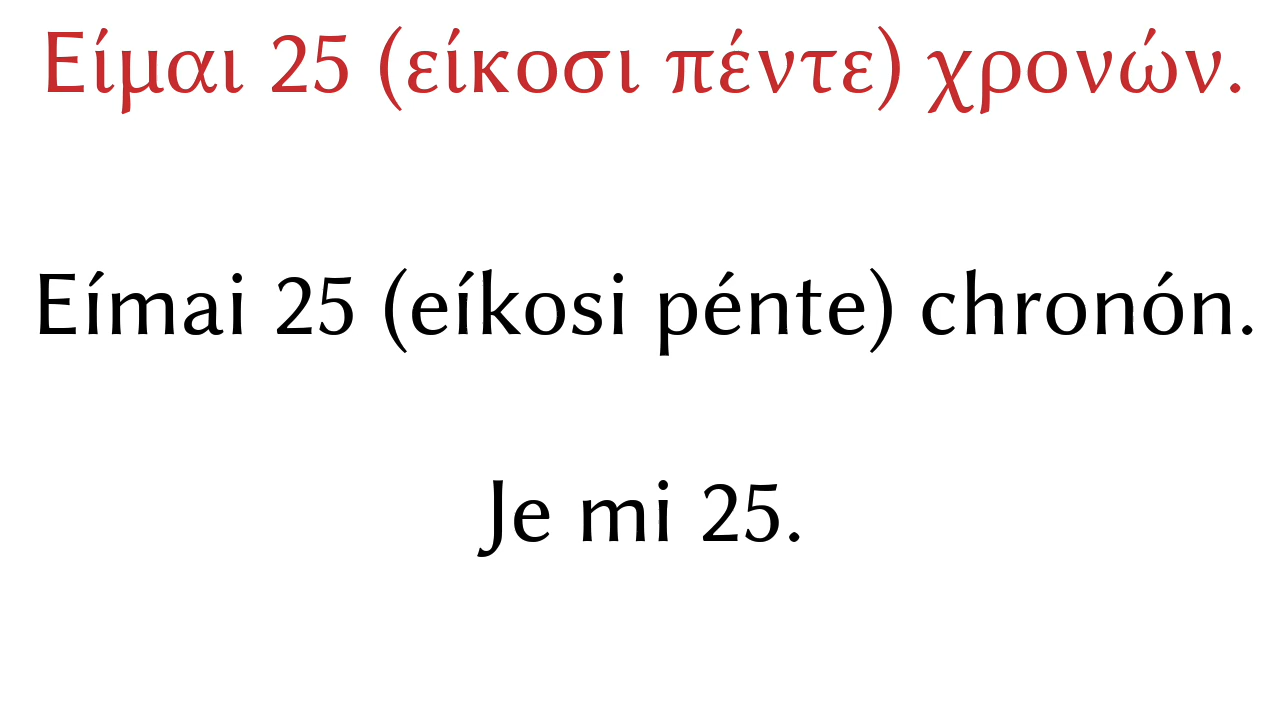 Είμαι 25 (είκοσι πέντε) χρονών.
Eímai 25 (eíkosi pénte) chronón.
Je mi 25.